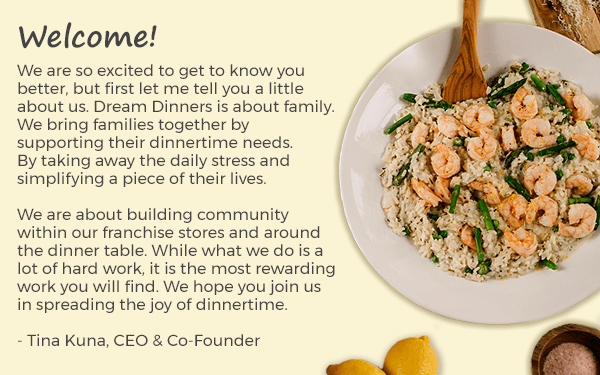 Welcome!
We are so excited to get to know you
better, but first let me tell you a little
about us. Dream Dinners is about family.
We bring families together by
supporting their dinnertime needs.
By taking away the daily stress and
simplifying a piece of their lives.
We are about building community
within our franchise stores and around
the dinner table. While what we do is a
lot of hard work, it is the most rewarding
work you will find. We hope you join us
in spreading the joy of dinnertime.
- Tina Kuna, CEO & Co-Founder